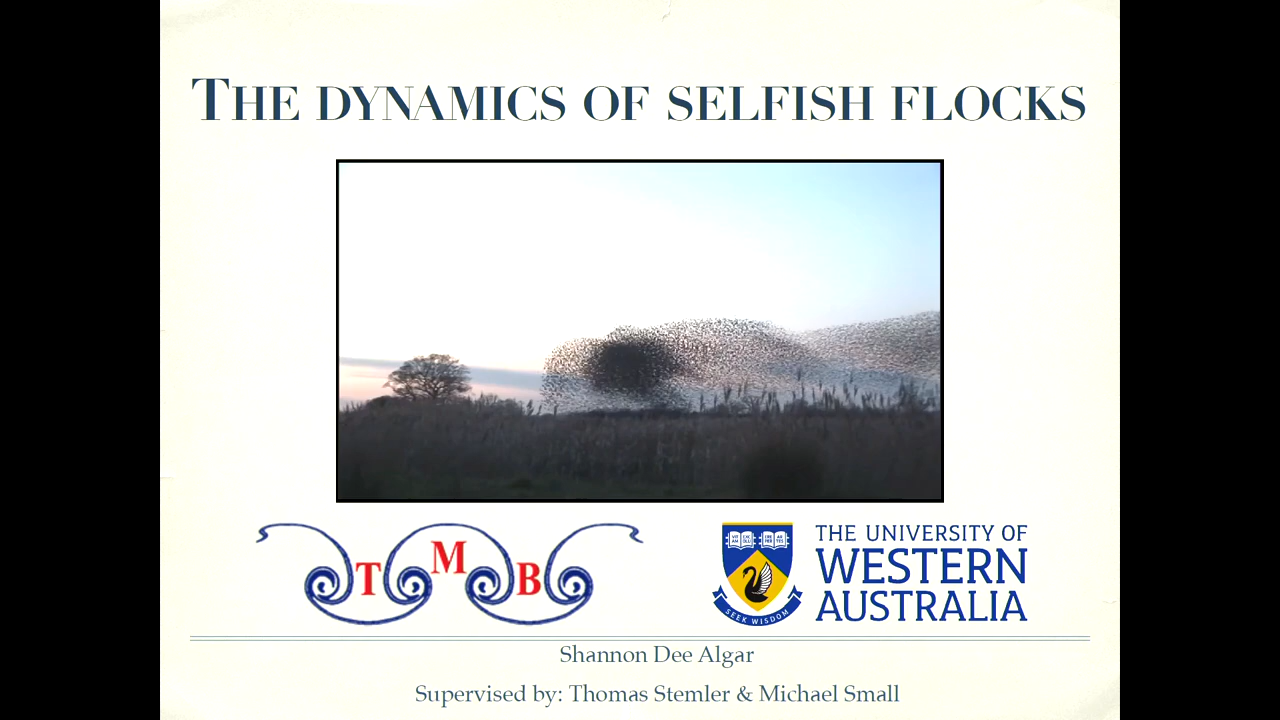 THE DYNAMICS OF SELFISH FLOCKS
T M B
THE UNIVERSITY OF
WESTERN
AUSTRALIA
SEEK WISDOM
Shannon Dee Algar
Supervised by: Thomas Stemler & Michael Small